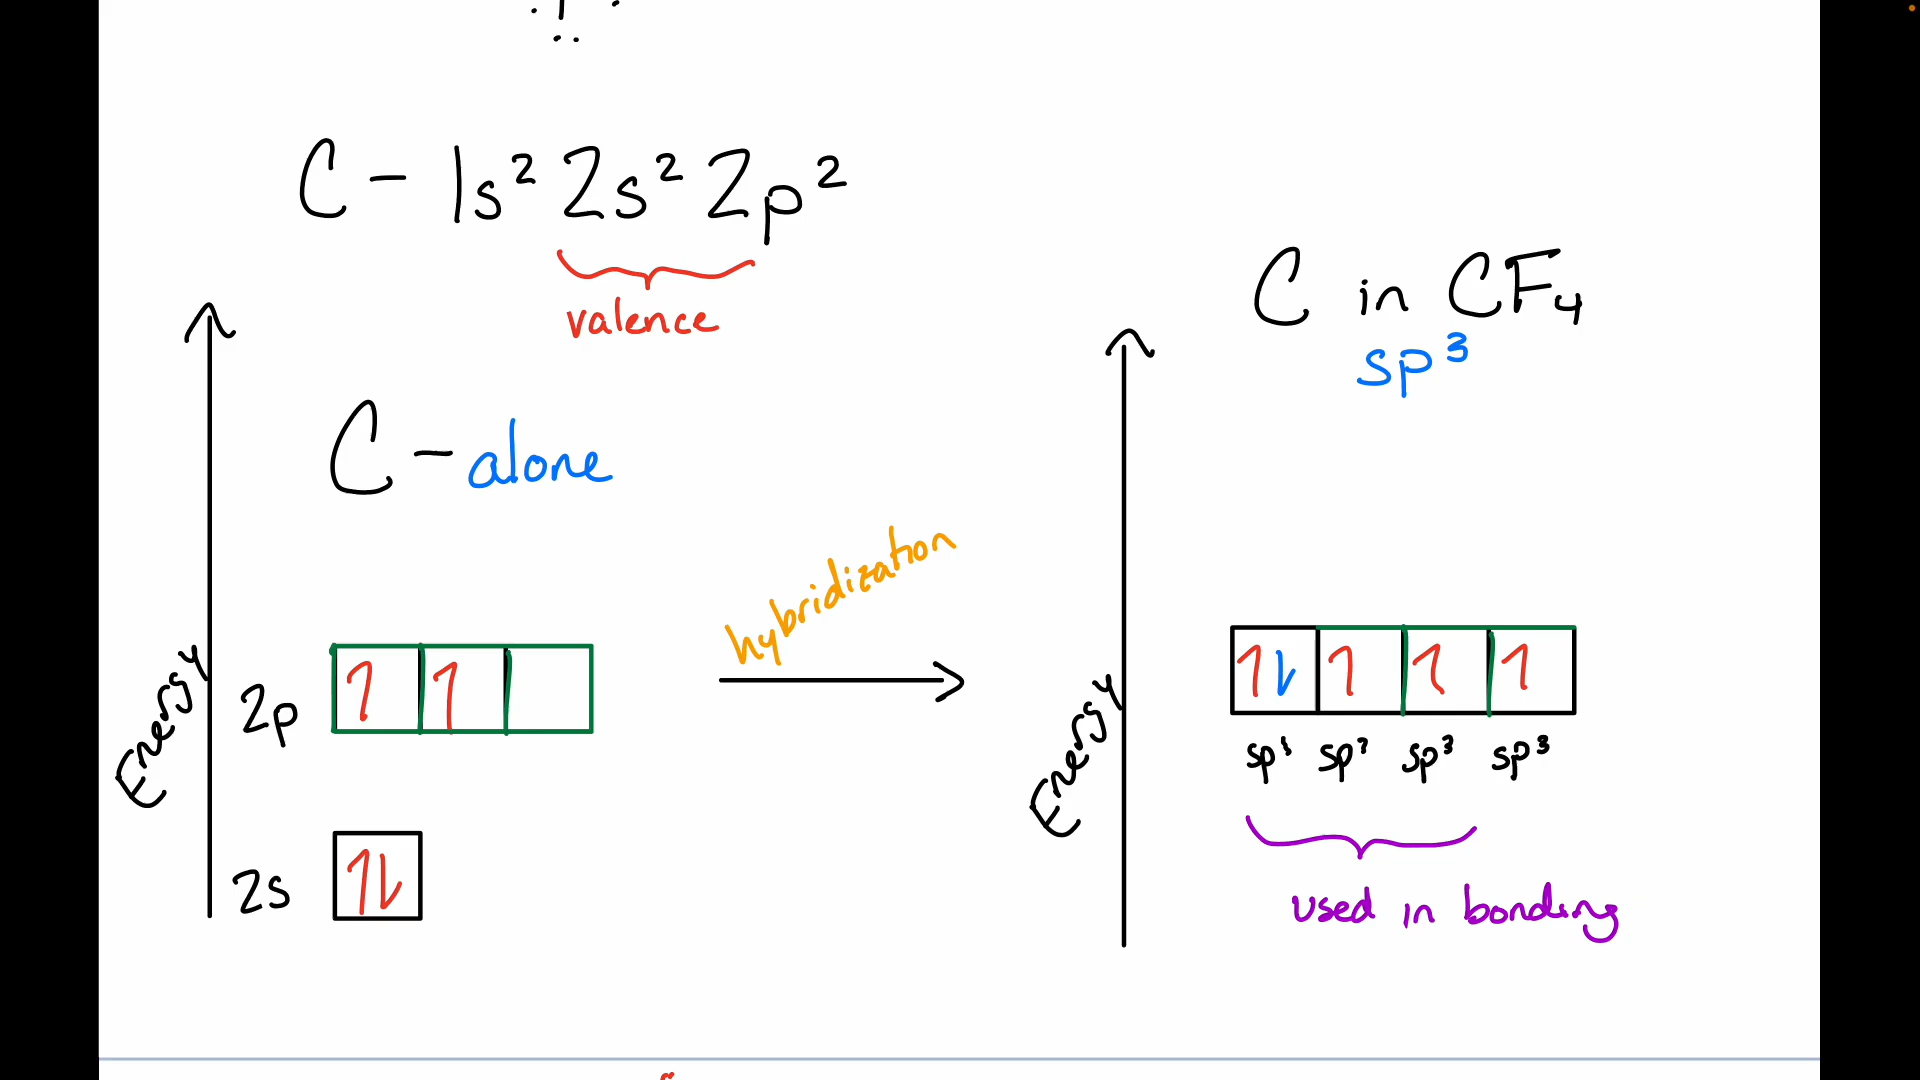 C - 1s² 2s² 2p²
valence
C in CF₄
sp³
C - alone
hybridization
Energy
2p
2s
Energy
sp³ sp³ sp³ sp³
used in bonding